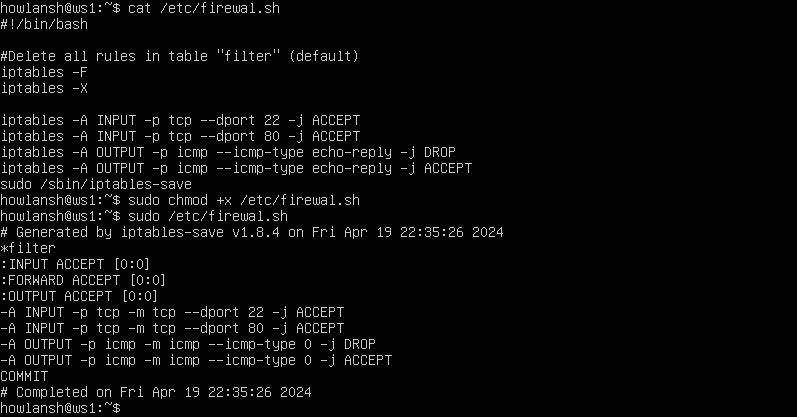 howlansh@ws1:~$ cat /etc/firewal.sh
#!/bin/bash
#Delete all rules in table "filter" (default)
iptables -F
iptables -X
iptables -A INPUT -p tcp --dport 22 -j ACCEPT
iptables -A INPUT -p tcp --dport 80 -j ACCEPT
iptables -A OUTPUT -p icmp --icmp-type echo-reply -j DROP
iptables -A OUTPUT -p icmp --icmp-type echo-reply -j ACCEPT
sudo /sbin/iptables-save
howlansh@ws1:~$ sudo chmod +x /etc/firewal.sh
howlansh@ws1:~$ sudo /etc/firewal.sh
# Generated by iptables-save v1.8.4 on Fri Apr 19 22:35:26 2024
*filter
:INPUT ACCEPT [0:0]
:FORWARD ACCEPT [0:0]
:OUTPUT ACCEPT [0:0]
-A INPUT -p tcp -m tcp --dport 22 -j ACCEPT
-A INPUT -p tcp -m tcp --dport 80 -j ACCEPT
-A OUTPUT -p icmp -m icmp --icmp-type 0 -j DROP
-A OUTPUT -p icmp -m icmp --icmp-type 0 -j ACCEPT
COMMIT
# Completed on Fri Apr 19 22:35:26 2024
howlansh@ws1:~$